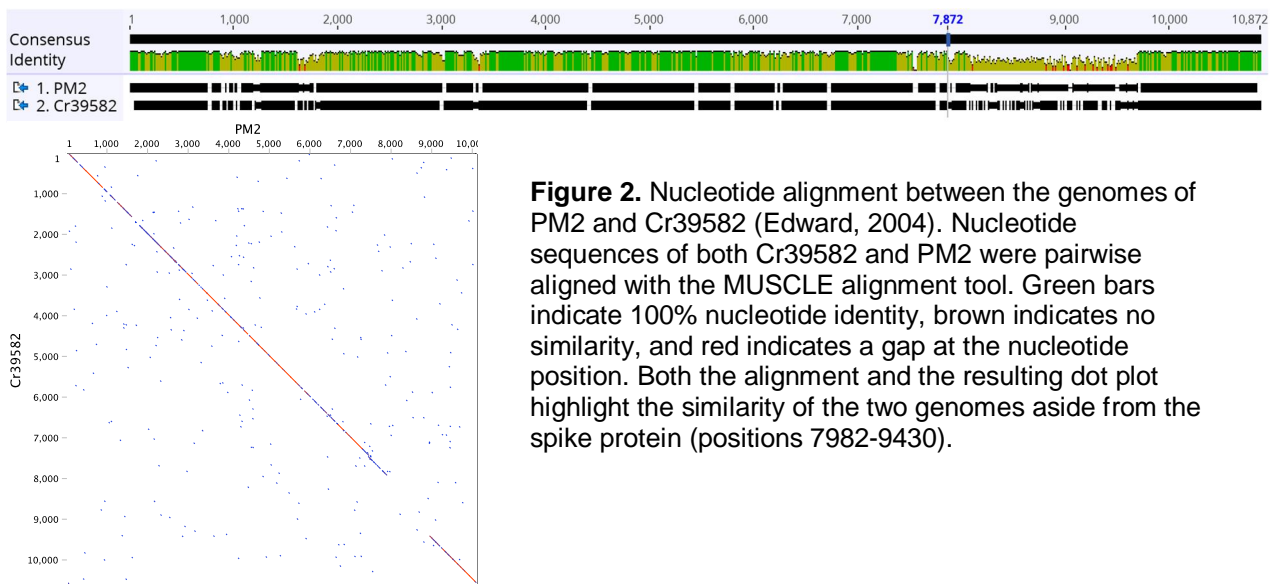 1 1,000 2,000 3,000 4,000 5,000 6,000 7,000 7,872 9,000 10,000 10,872
Consensus
Identity
1. PM2
2. Cr39582
PM2
1 1,000 2,000 3,000 4,000 5,000 6,000 7,000 8,000 9,000
1
1,000
2,000
3,000
4,000
5,000
6,000
7,000
8,000
9,000
10,000
Cr39582
Figure 2. Nucleotide alignment between the genomes of
PM2 and Cr39582 (Edward, 2004). Nucleotide
sequences of both Cr39582 and PM2 were pairwise
aligned with the MUSCLE alignment tool. Green bars
indicate 100% nucleotide identity, brown indicates no
similarity, and red indicates a gap at the nucleotide
position. Both the alignment and the resulting dot plot
highlight the similarity of the two genomes aside from the
spike protein (positions 7982-9430).